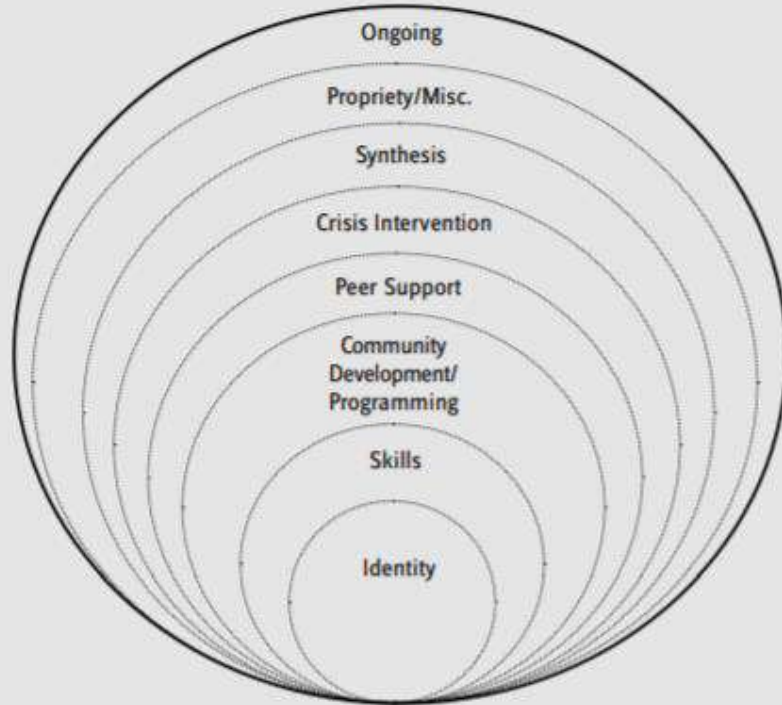 Ongoing
Propriety/Misc.
Synthesis
Crisis Intervention
Peer Support
Community
Development/
Programming
Skills
Identity